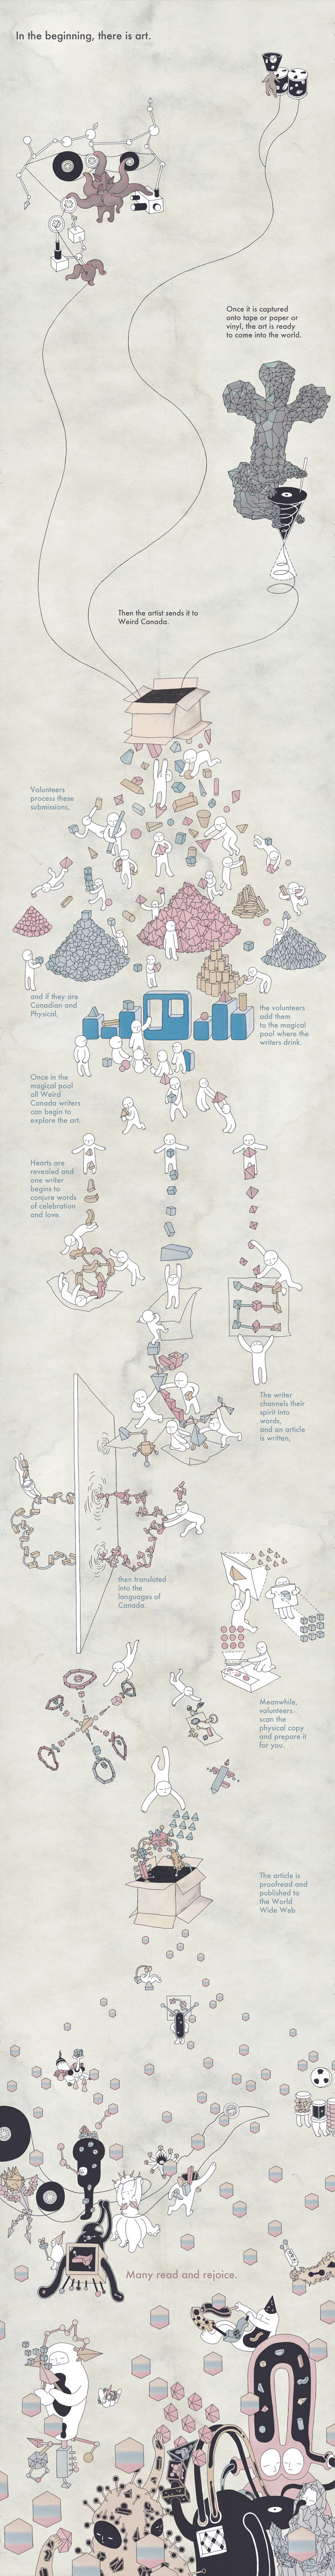 In the beginning, there is art.
Once it is captured
onto tape or paper or
vinyl, the art is ready
to come into the world.
Then the artist sends it to
Weird Canada.
Volunteers
process these
submissions,
and if they are
Canadian and
Physical,
the volunteers
add them
to the magical
pool where the
writers drink.
Once in the
magical pool
all Weird
Canada writers
can begin to
explore the art.
Hearts are
revealed and
one writer
begins to
conjure words
of celebration
and love.
The writer
channels their
spirit into
words,
and an article
is written,
then translated
into the
languages of
Canada.
Meanwhile,
volunteers
scan the
physical copy
and prepare it
for you.
The article is
proofread and
published to
the World
Wide Web
Many read and rejoice.